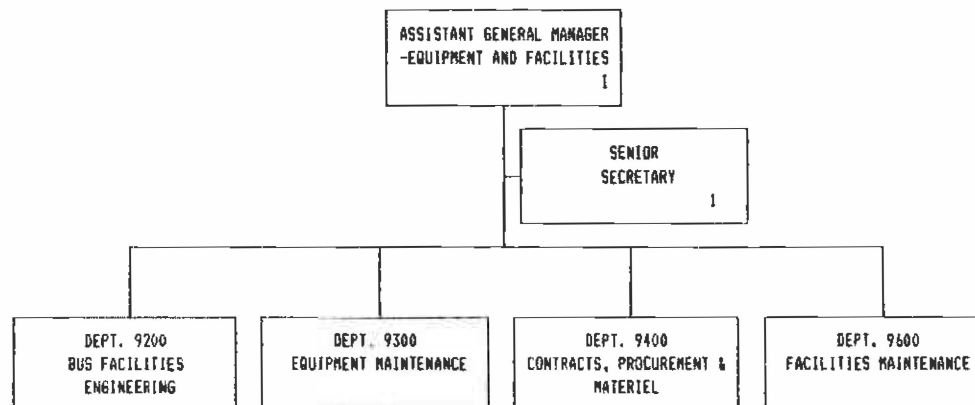 ASSISTANT GENERAL MANAGER
-EQUIPMENT AND FACILITIES
1
SENIOR
SECRETARY
1
DEPT. 9200
BUS FACILITIES
ENGINEERING
DEPT. 9300
EQUIPMENT MAINTENANCE
DEPT. 9400
CONTRACTS, PROCUREMENT &
MATERIEL
DEPT. 9600
FACILITIES MAINTENANCE